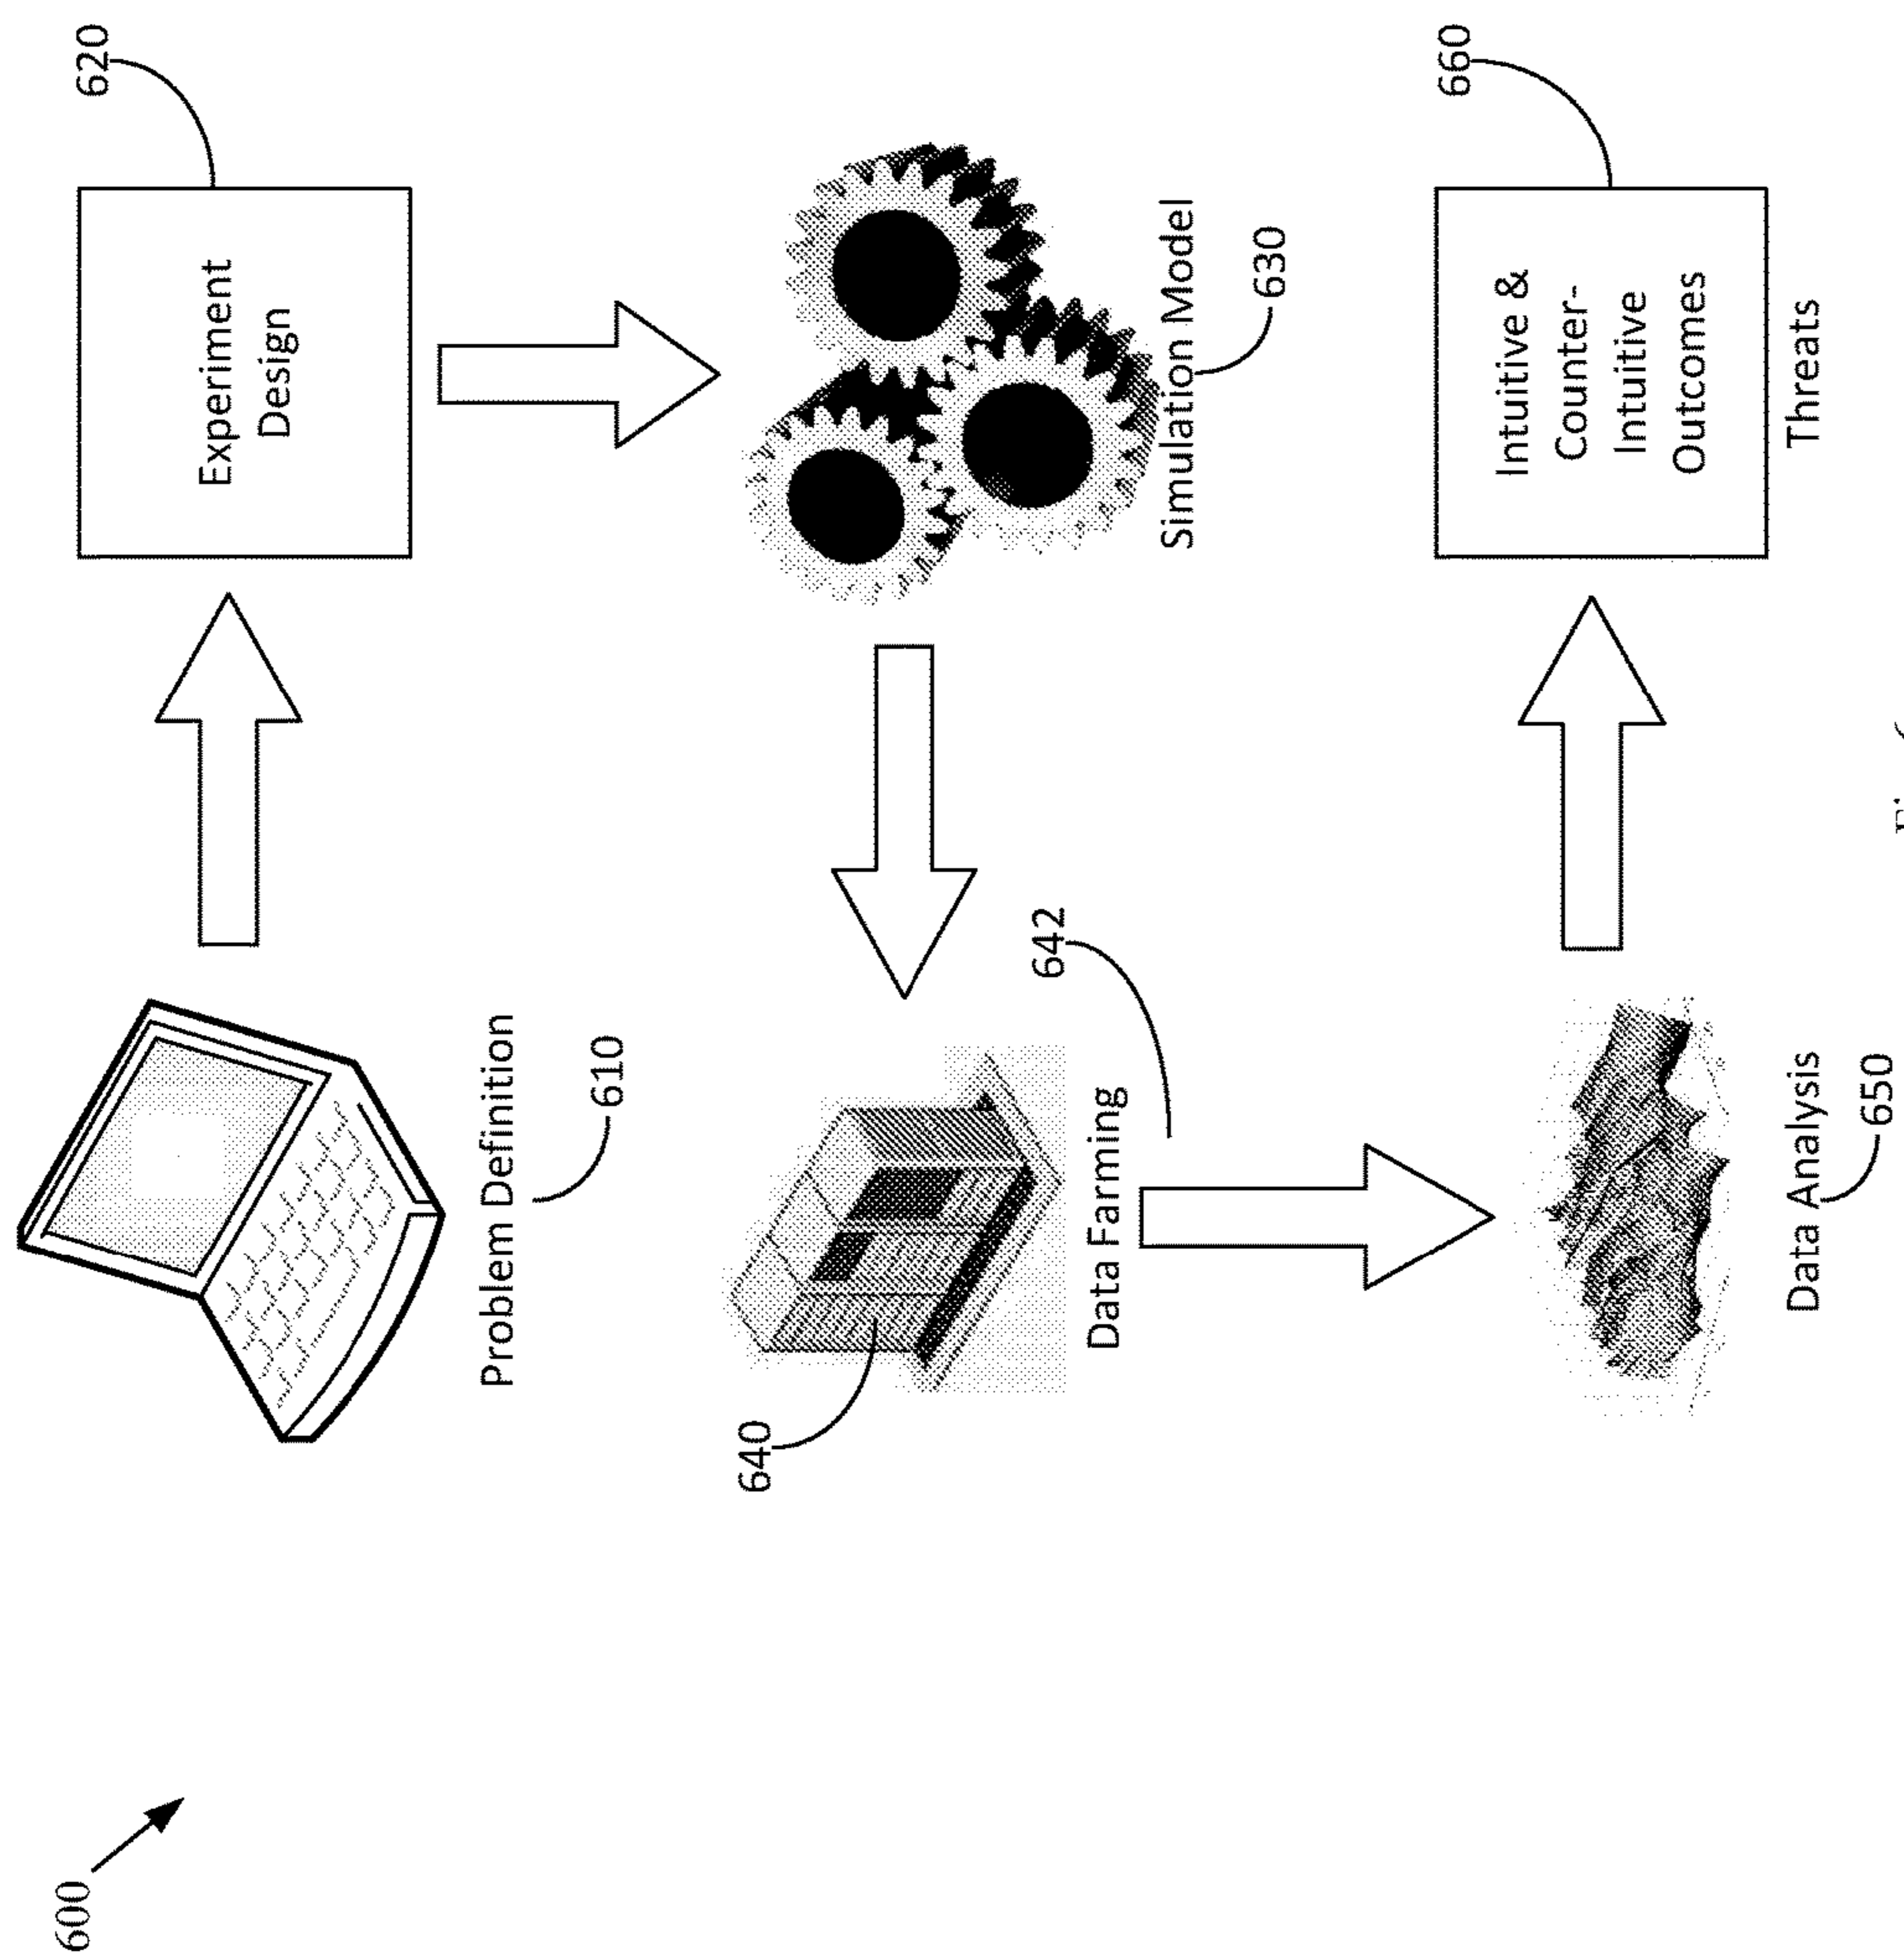 600
620
Experiment
Design
Problem Definition
610
640
642
Data Farming
Simulation Model
630
660
Intuitive &
Counter-
Intuitive
Outcomes
Data Analysis
Threats
650